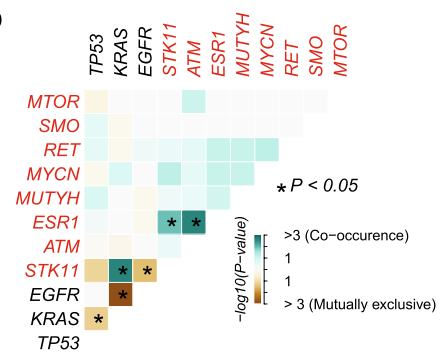 )
TP53 KRAS EGFR STK11 ATM ESR1 MUTYH MYCN RET SMO MTOR
MTOR
SMO
RET
MYCN
* P < 0.05
MUTYH
ESR1 * *
ATM
STK11 * *
EGFR *
KRAS *
TP53
−log10(P−value)
>3 (Co−occurence)
1
1
> 3 (Mutually exclusive)